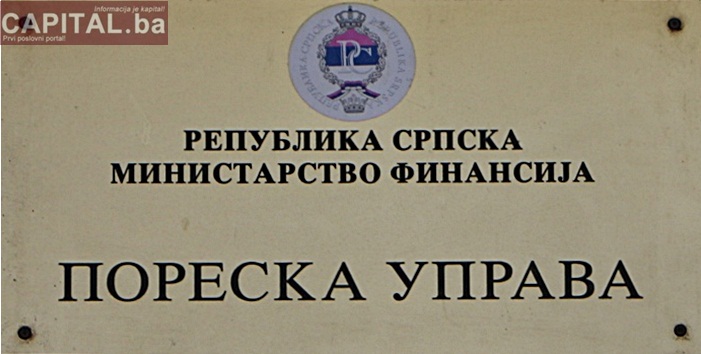 Informacija je kapital!
CAPITAL.ba
Prvi poslovni portal!
РЕПУБЛИКА СРПСКА
МИНИСТАРСТВО ФИНАНСИЈА
ПОРЕСКА УПРАВА